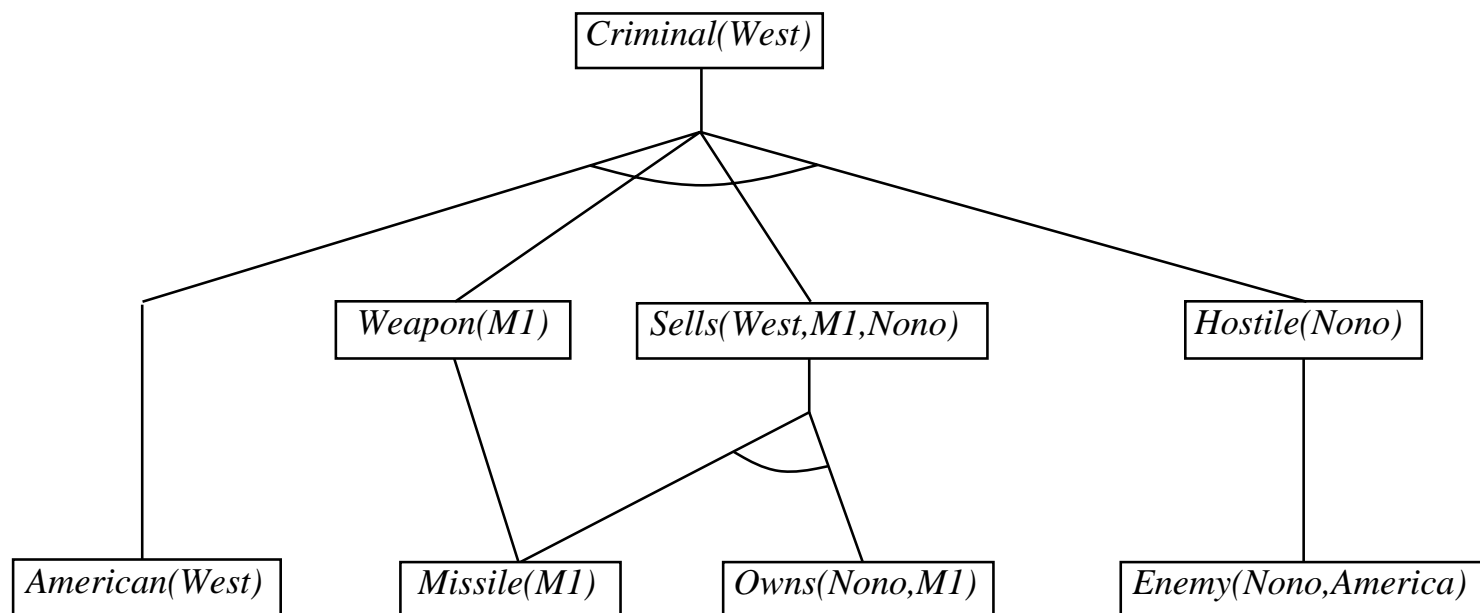 Criminal(West)
Weapon(M1)
Sells(West,M1,Nono)
Hostile(Nono)
American(West)
Missile(M1)
Owns(Nono,M1)
Enemy(Nono,America)